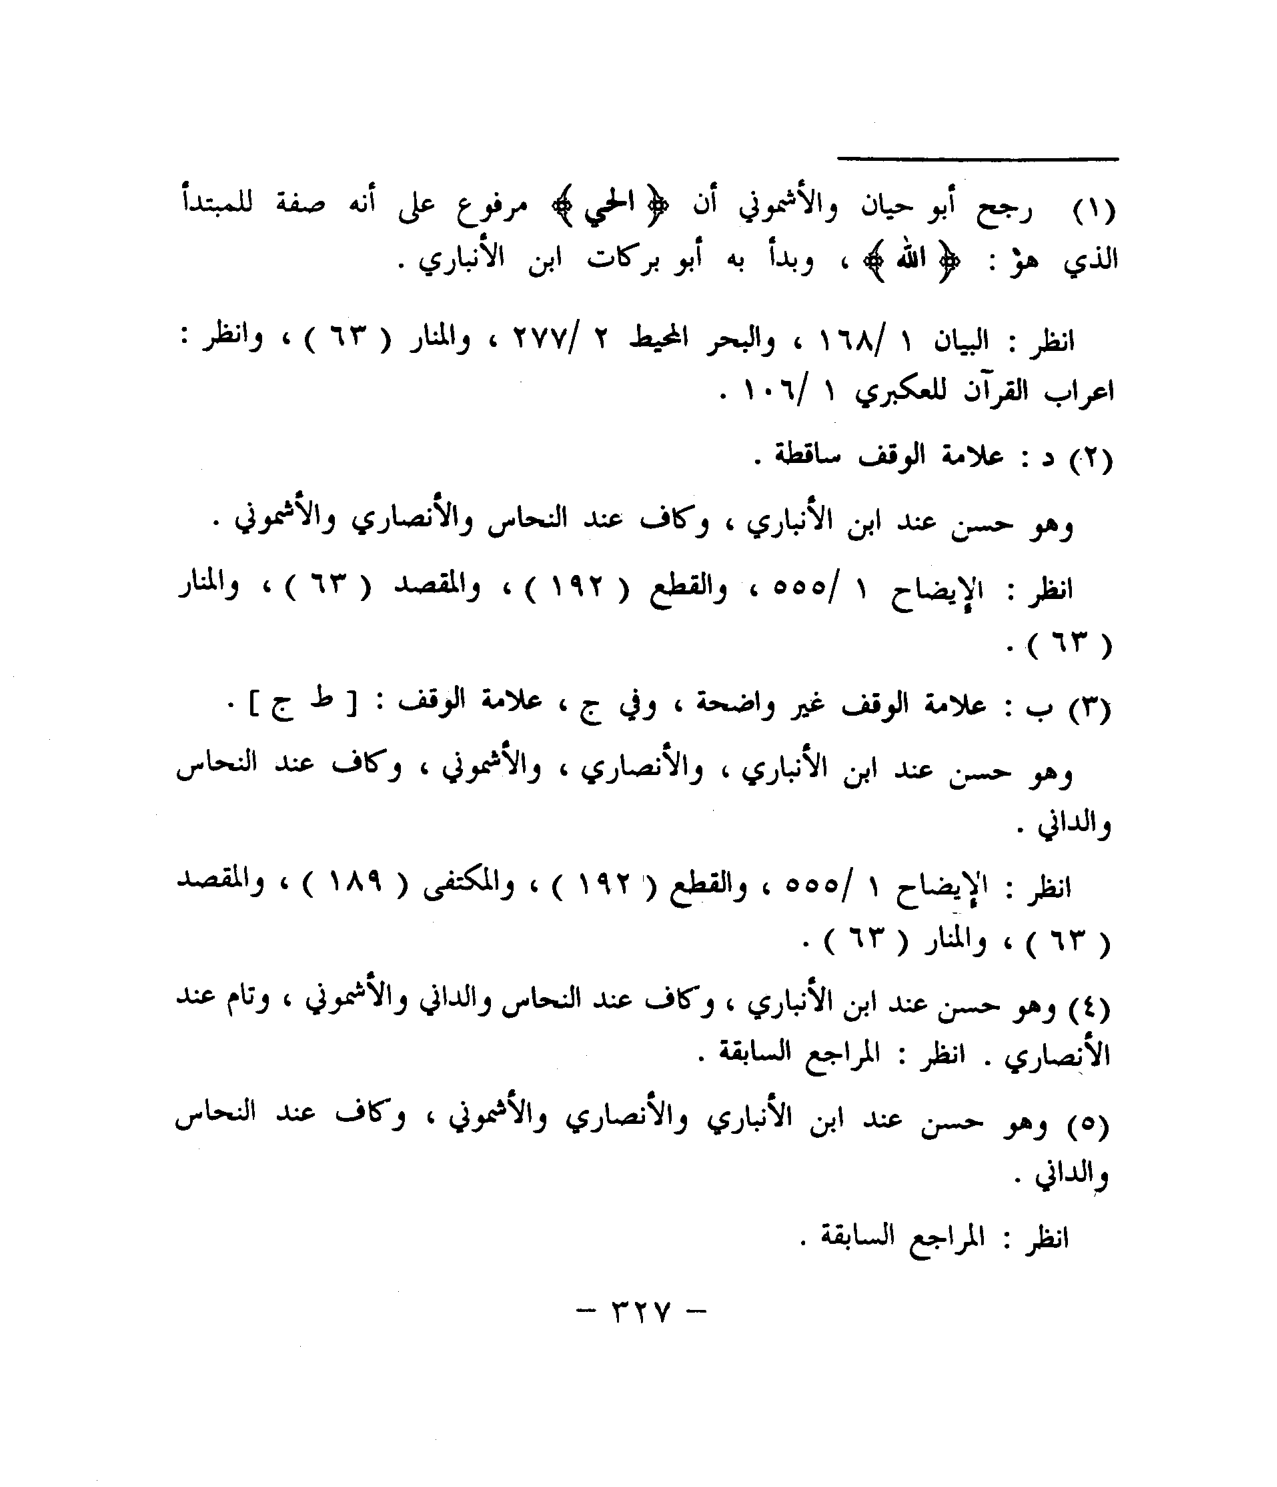 (١) رجح أبو حيان والأشموني أن ﴿ الحي ﴾ مرفوع على أنه صفة للمبتدأ
الذي هو : ﴿ الله ﴾ ، وبدأ به أبو بركات ابن الأنباري .
انظر : البيان ١ /١٦٨ ، والبحر المحيط ٢ /٢٧٧ ، والمنار ( ٦٣ ) ، وانظر :
اعراب القرآن للعكبري ١ /١٠٦ .
(٢) د : علامة الوقف ساقطة .
وهو حسن عند ابن الأنباري ، وكاف عند النحاس والأنصاري والأشموني .
انظر : الإيضاح ١ /٥٥٥ ، والقطع ( ١٩٢ ) ، والمقصد ( ٦٣ ) ، والمنار
( ٦٣ ) .
(٣) ب : علامة الوقف غير واضحة ، وفي ج ، علامة الوقف : [ ط ج ] .
وهو حسن عند ابن الأنباري ، والأنصاري ، والأشموني ، وكاف عند النحاس
والداني .
انظر : الإيضاح ١ /٥٥٥ ، والقطع ( ١٩٢ ) ، والمكتفى ( ١٨٩ ) ، والمقصد
( ٦٣ ) ، والمنار ( ٦٣ ) .
(٤) وهو حسن عند ابن الأنباري ، وكاف عند النحاس والداني والأشموني ، وتام عند
الأنصاري . انظر : المراجع السابقة .
(٥) وهو حسن عند ابن الأنباري والأنصاري والأشموني ، وكاف عند النحاس
والداني .
انظر : المراجع السابقة .
– ٣٢٧ –